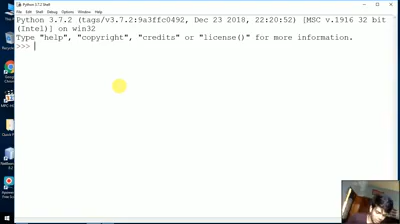 Python 3.7.2 Shell
File Edit Shell Debug Options Window Help
Python 3.7.2 (tags/v3.7.2:9a3ffc0492, Dec 23 2018, 22:20:52) [MSC v.1916 32 bit
(Intel)] on win32
Type "help", "copyright", "credits" or "license()" for more information.
>>>
Google
Chrome